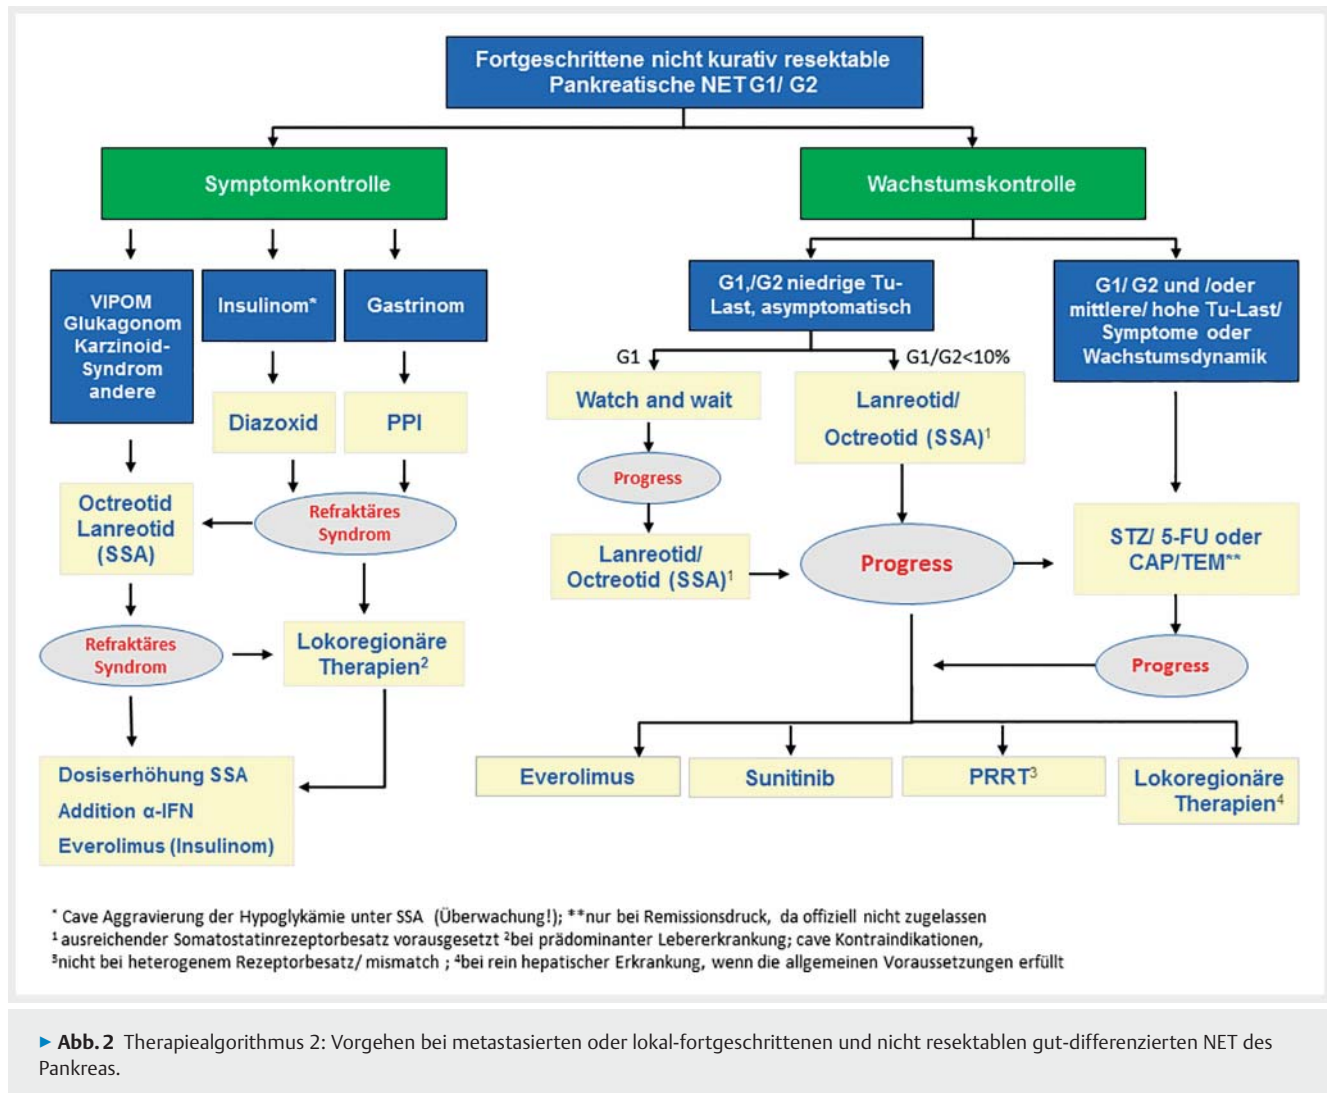 Fortgeschrittene nicht kurativ resektable
Pankreatische NET G1/ G2
Symptomkontrolle
Wachstumskontrolle
VIPOM
Glukagonom
Karzinoid-
Syndrom
andere
Insulinom*
Gastrinom
Diazoxid
PPI
Octreotid
Lanreotid
(SSA)
Refraktäres
Syndrom
Refraktäres
Syndrom
Lokoregionäre
Therapien²
Dosiserhöhung SSA
Addition α-IFN
Everolimus (Insulinom)
G1,/G2 niedrige Tu-
Last, asymptomatisch
G1/ G2 und /oder
mittlere/ hohe Tu-Last/
Symptome oder
Wachstumsdynamik
G1
G1/G2<10%
Watch and wait
Lanreotid/
Octreotid (SSA)¹
Progress
Lanreotid/
Octreotid (SSA)¹
Progress
STZ/ 5-FU oder
CAP/TEM**
Progress
Everolimus
Sunitinib
PRRT³
Lokoregionäre
Therapien⁴
* Cave Aggravierung der Hypoglykämie unter SSA (Überwachung!); **nur bei Remissionsdruck, da offiziell nicht zugelassen
¹ ausreichender Somatostatinrezeptorbesatz vorausgesetzt ²bei prädominanter Lebererkrankung; cave Kontraindikationen,
³nicht bei heterogenem Rezeptorbesatz/ mismatch ; ⁴bei rein hepatischer Erkrankung, wenn die allgemeinen Voraussetzungen erfüllt
▶ Abb. 2 Therapiealgorithmus 2: Vorgehen bei metastasierten oder lokal-fortgeschrittenen und nicht resektablen gut-differenzierten NET des
Pankreas.